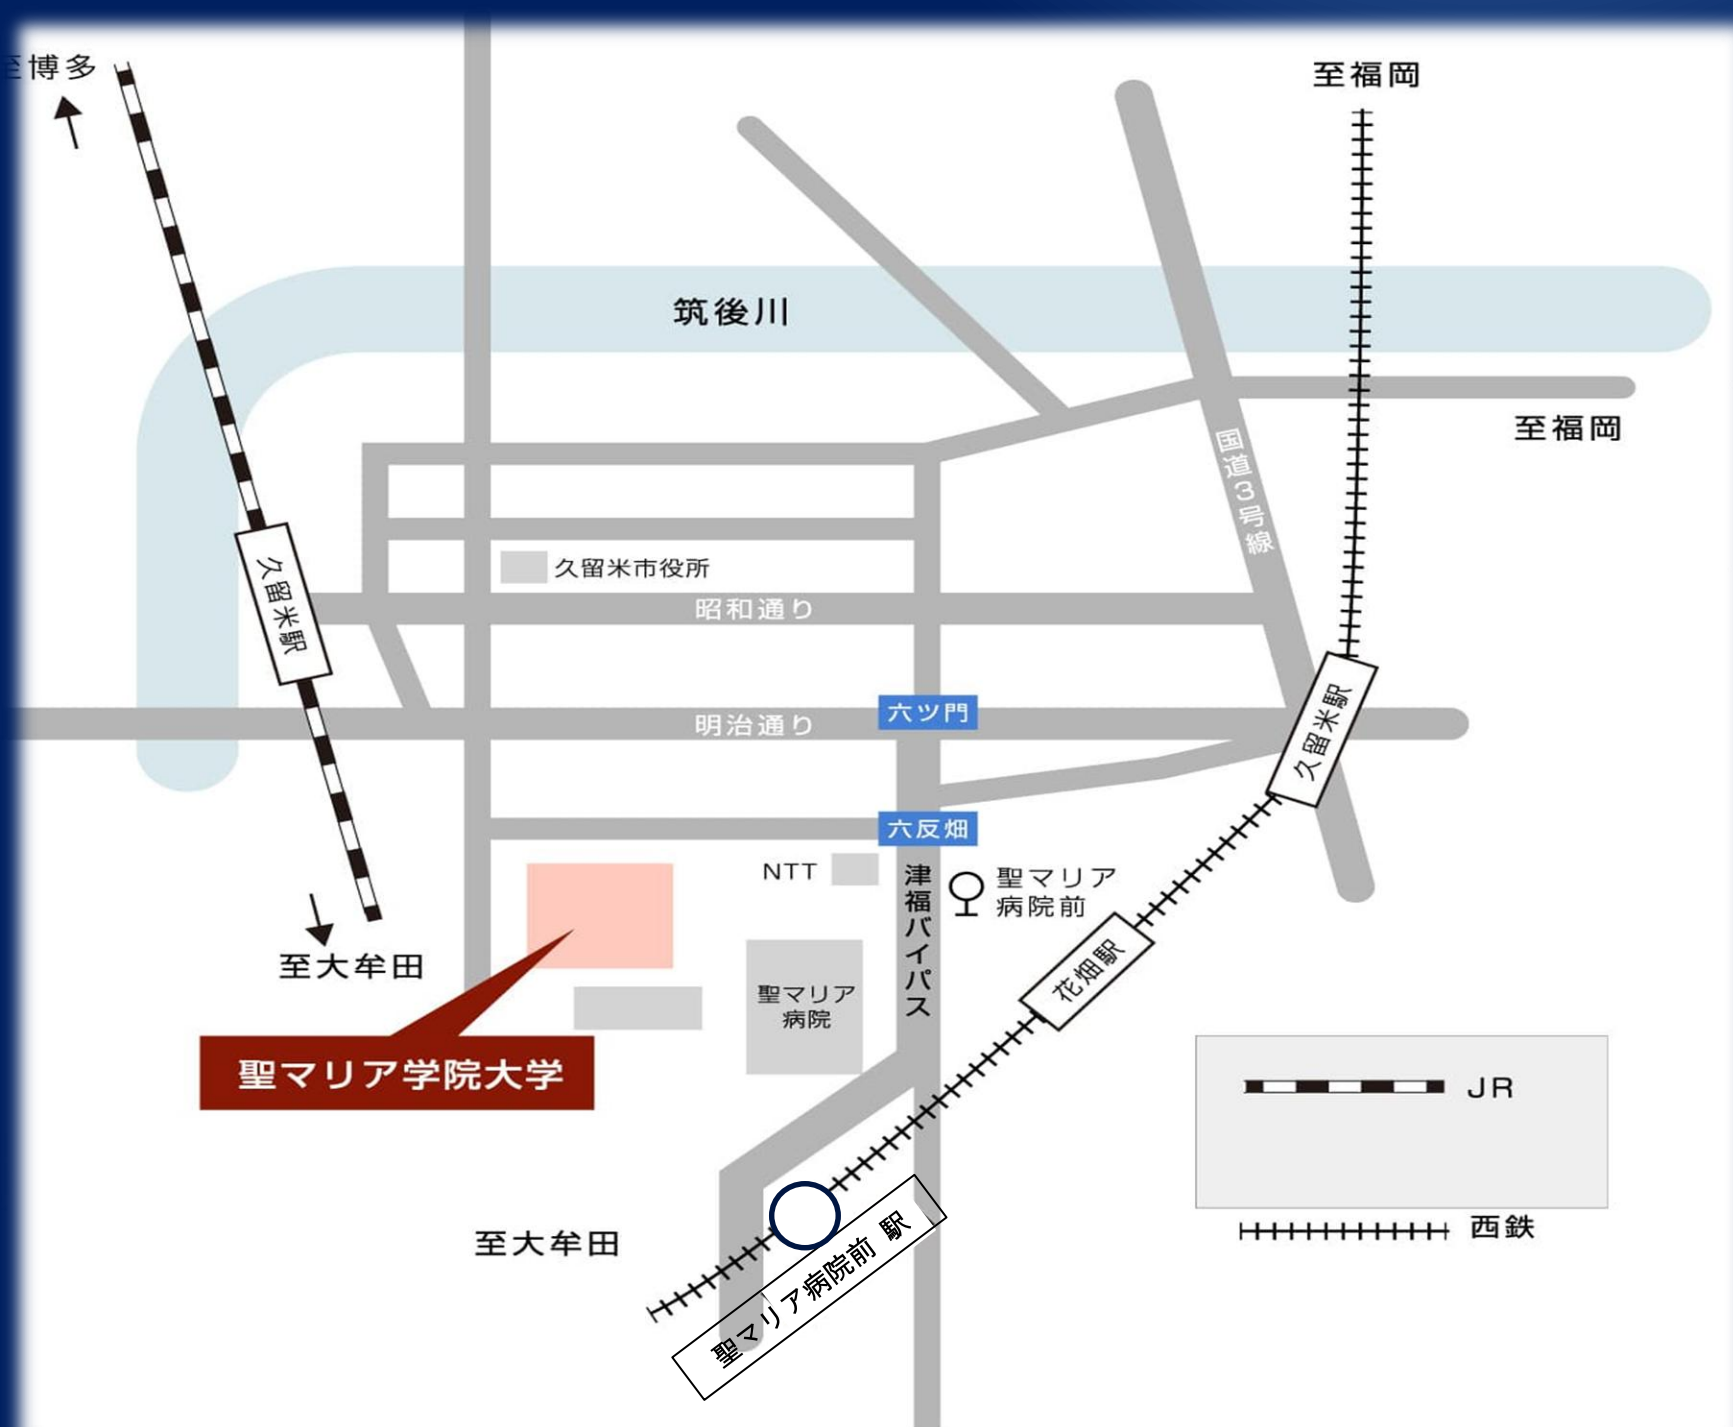 至博多
至福岡
筑後川
至福岡
国道3号線
久留米駅
久留米市役所
昭和通り
明治通り
六ツ門
久留米駅
六反畑
NTT
津福バイパス
聖マリア
病院前
花畑駅
至大牟田
聖マリア
病院
聖マリア学院大学
JR
西鉄
至大牟田
聖マリア病院前 駅